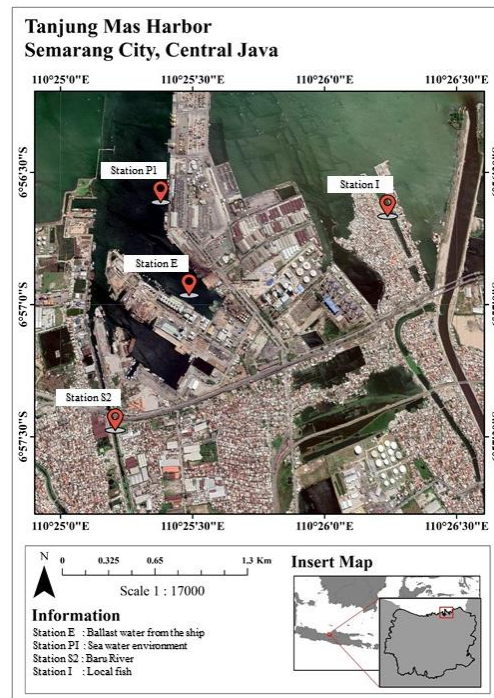 Tanjung Mas Harbor
Semarang City, Central Java
110°25'0"E 110°25'30"E 110°26'0"E 110°26'30"E
6°56'30"S
Station P1
Station I
Station E
6°57'0"S
Station S2
6°57'30"S
110°25'0"E 110°25'30"E 110°26'0"E 110°26'30"E
N
0 0.325 0.65 1.3 Km
Scale 1 : 17000
Insert Map
Information
Station E : Ballast water from the ship
Station PI : Sea water environment
Station S2 : Baru River
Station I : Local fish